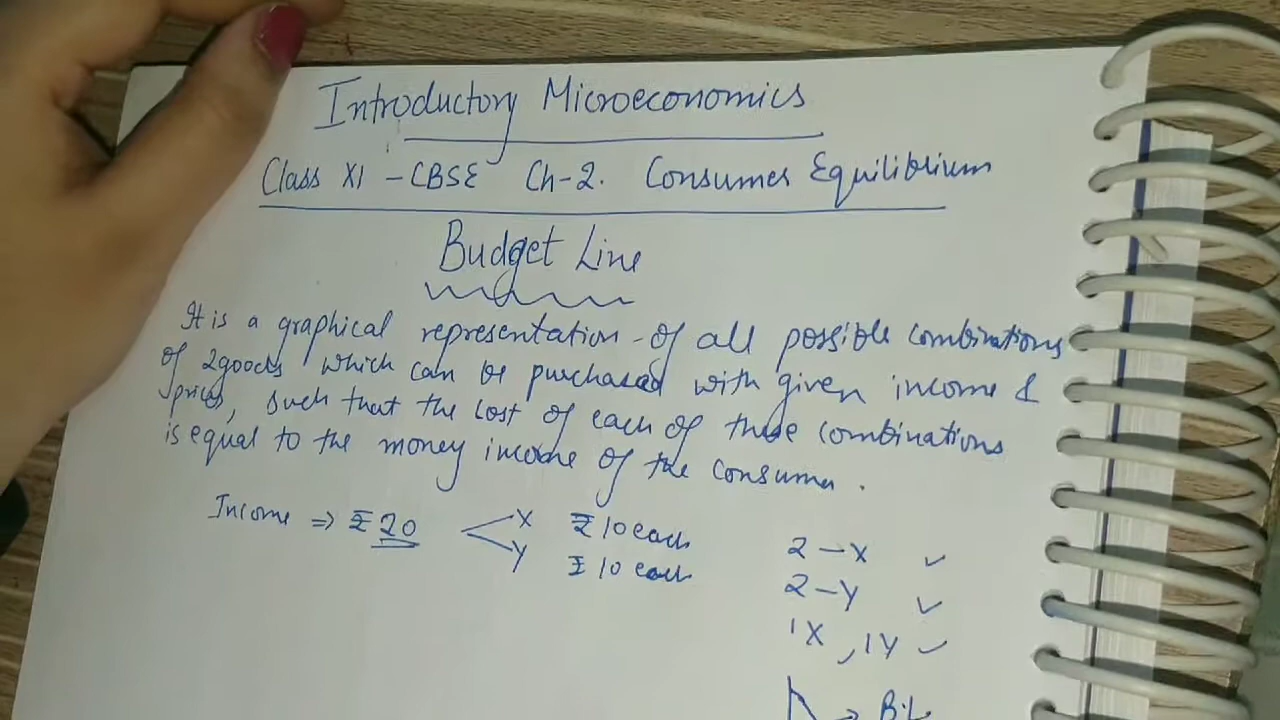 Introductory Microeconomics
Class XI - CBSE Ch-2. Consumer Equilibrium
Budget Line
It is a graphical representation of all possible combinations
of 2goods which can be purchased with given income &
prices, such that the cost of each of these combinations
is equal to the money income of the consumer.
Income ⇒ ₹20 X ₹10 each
Y ₹10 each
2-X ✓
2-Y ✓
1X, 1Y ✓
→ B.L